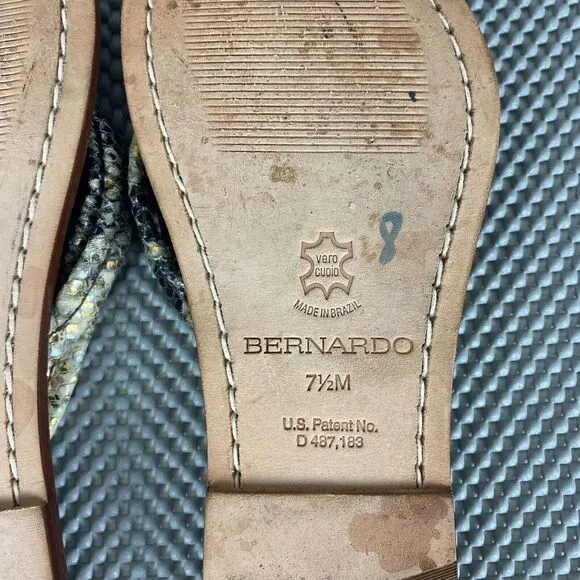 8
vero
cuoio
MADE IN BRAZIL
BERNARDO
7½M
U.S. Patent No.
D 487,183